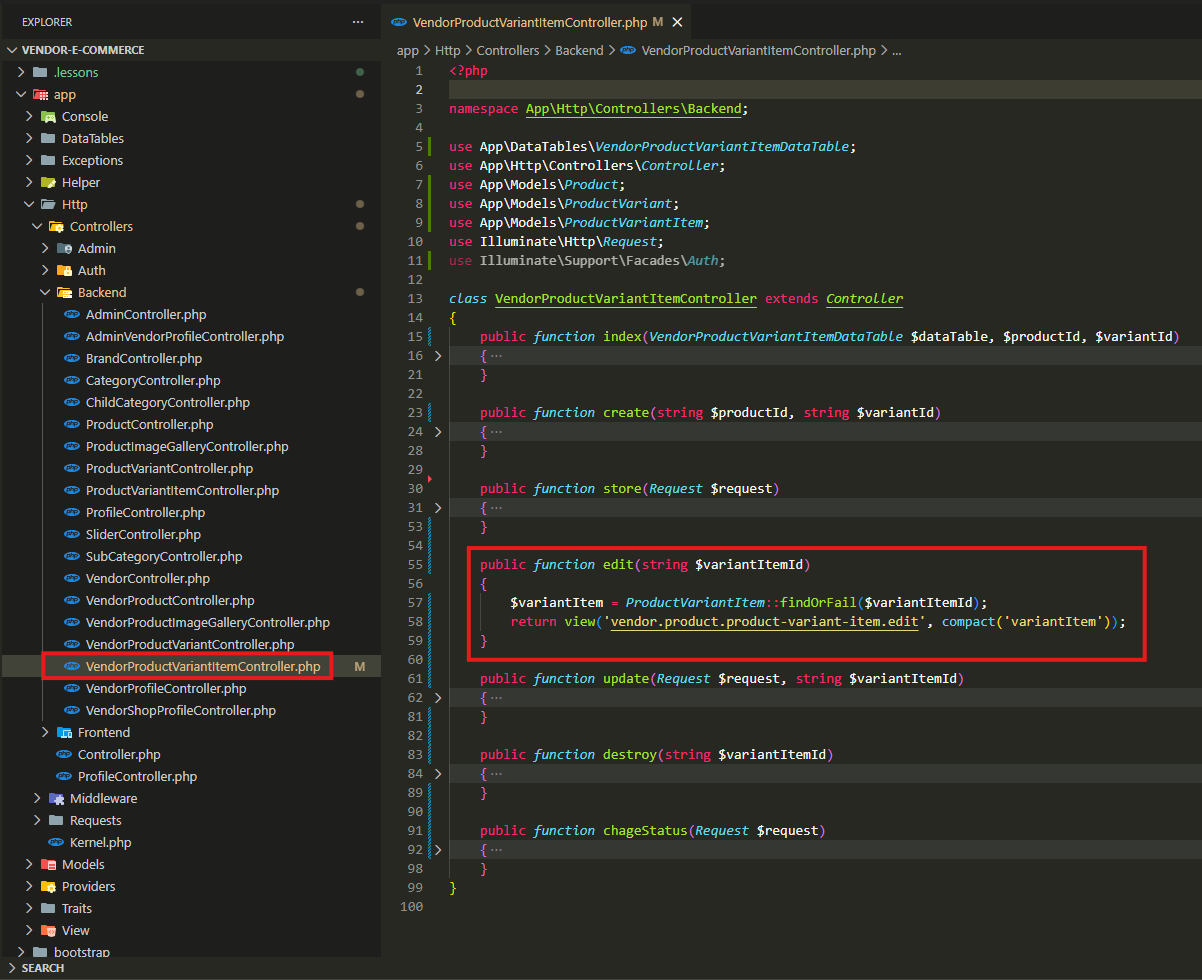 EXPLORER
···
VENDOR-E-COMMERCE
.lessons
app
Console
DataTables
Exceptions
Helper
Http
Controllers
Admin
Auth
Backend
AdminController.php
AdminVendorProfileController.php
BrandController.php
CategoryController.php
ChildCategoryController.php
ProductController.php
ProductImageGalleryController.php
ProductVariantController.php
ProductVariantItemController.php
ProfileController.php
SliderController.php
SubCategoryController.php
VendorController.php
VendorProductController.php
VendorProductImageGalleryController.php
VendorProductVariantController.php
VendorProductVariantItemController.php M
VendorProfileController.php
VendorShopProfileController.php
Frontend
Controller.php
ProfileController.php
Middleware
Requests
Kernel.php
Models
Providers
Traits
View
bootstrap
SEARCH
VendorProductVariantItemController.php M
app > Http > Controllers > Backend > VendorProductVariantItemController.php > ...
1 <?php
2
3 namespace App\Http\Controllers\Backend;
4
5 use App\DataTables\VendorProductVariantItemDataTable;
6 use App\Http\Controllers\Controller;
7 use App\Models\Product;
8 use App\Models\ProductVariant;
9 use App\Models\ProductVariantItem;
10 use Illuminate\Http\Request;
11 use Illuminate\Support\Facades\Auth;
12
13 class VendorProductVariantItemController extends Controller
14 {
15 public function index(VendorProductVariantItemDataTable $dataTable, $productId, $variantId)
16 { ···
21 }
22
23 public function create(string $productId, string $variantId)
24 { ···
28 }
29
30 public function store(Request $request)
31 { ···
53 }
54
55 public function edit(string $variantItemId)
56 {
57 $variantItem = ProductVariantItem::findOrFail($variantItemId);
58 return view('vendor.product.product-variant-item.edit', compact('variantItem'));
59 }
60
61 public function update(Request $request, string $variantItemId)
62 { ···
81 }
82
83 public function destroy(string $variantItemId)
84 { ···
89 }
90
91 public function chageStatus(Request $request)
92 { ···
98 }
99 }
100